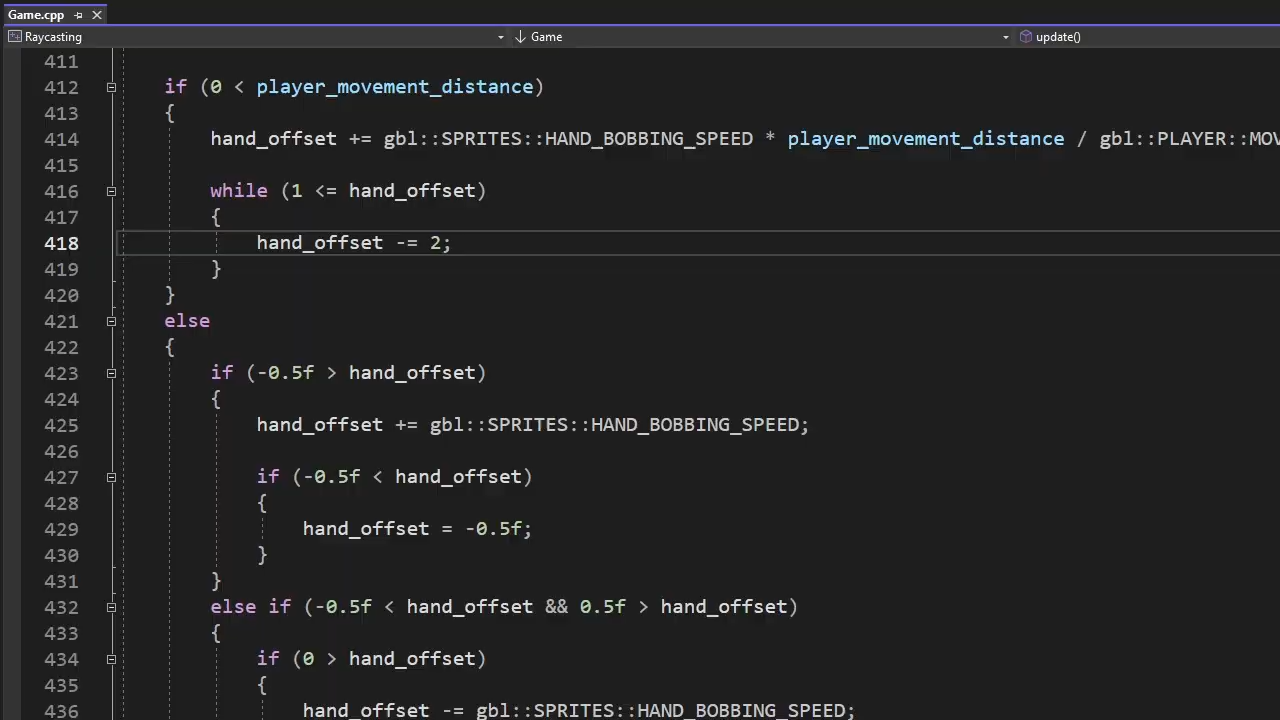 Game.cpp
Raycasting Game update()
411
412 if (0 < player_movement_distance)
413 {
414 hand_offset += gbl::SPRITES::HAND_BOBBING_SPEED * player_movement_distance / gbl::PLAYER::MOV
415
416 while (1 <= hand_offset)
417 {
418 hand_offset -= 2;
419 }
420 }
421 else
422 {
423 if (-0.5f > hand_offset)
424 {
425 hand_offset += gbl::SPRITES::HAND_BOBBING_SPEED;
426
427 if (-0.5f < hand_offset)
428 {
429 hand_offset = -0.5f;
430 }
431 }
432 else if (-0.5f < hand_offset && 0.5f > hand_offset)
433 {
434 if (0 > hand_offset)
435 {
436 hand_offset -= gbl::SPRITES::HAND_BOBBING_SPEED;